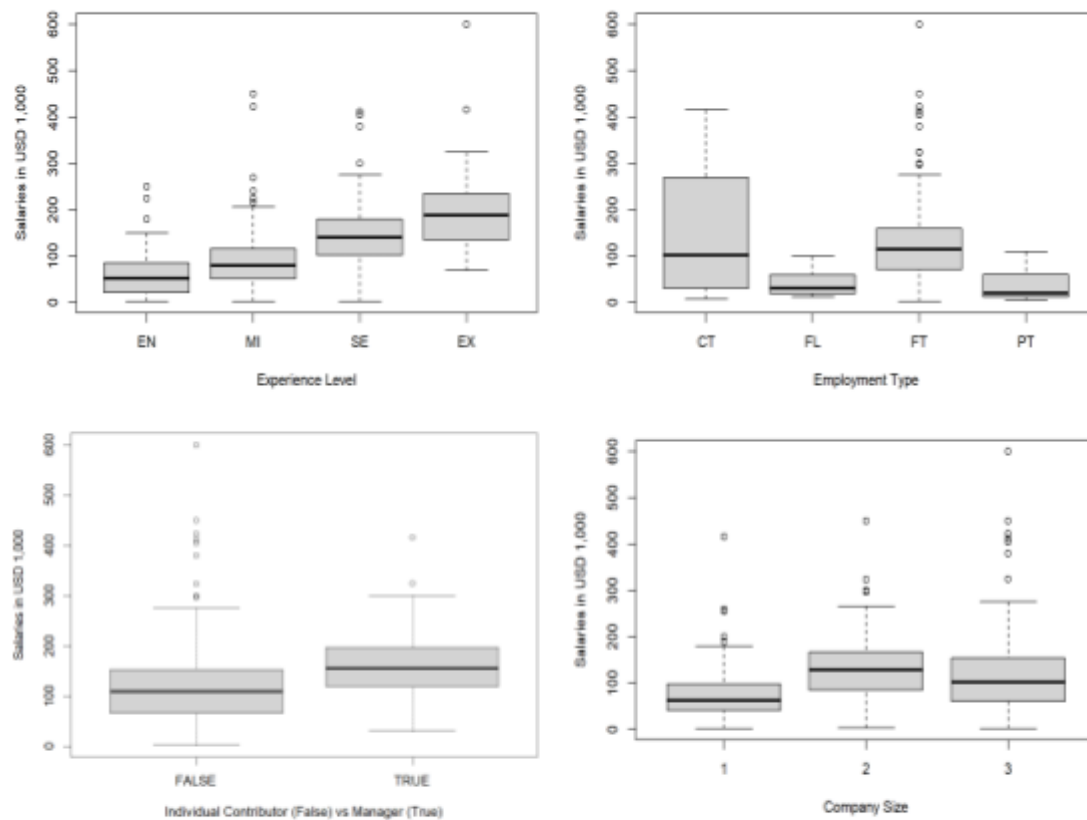 600
500
400
300
200
100
0
Salaries in USD 1,000
EN MI SE EX
Experience Level
600
500
400
300
200
100
0
Salaries in USD 1,000
CT FL FT PT
Employment Type
600
500
400
300
200
100
0
Salaries in USD 1,000
FALSE TRUE
Individual Contributor (False) vs Manager (True)
600
500
400
300
200
100
0
Salaries in USD 1,000
1 2 3
Company Size